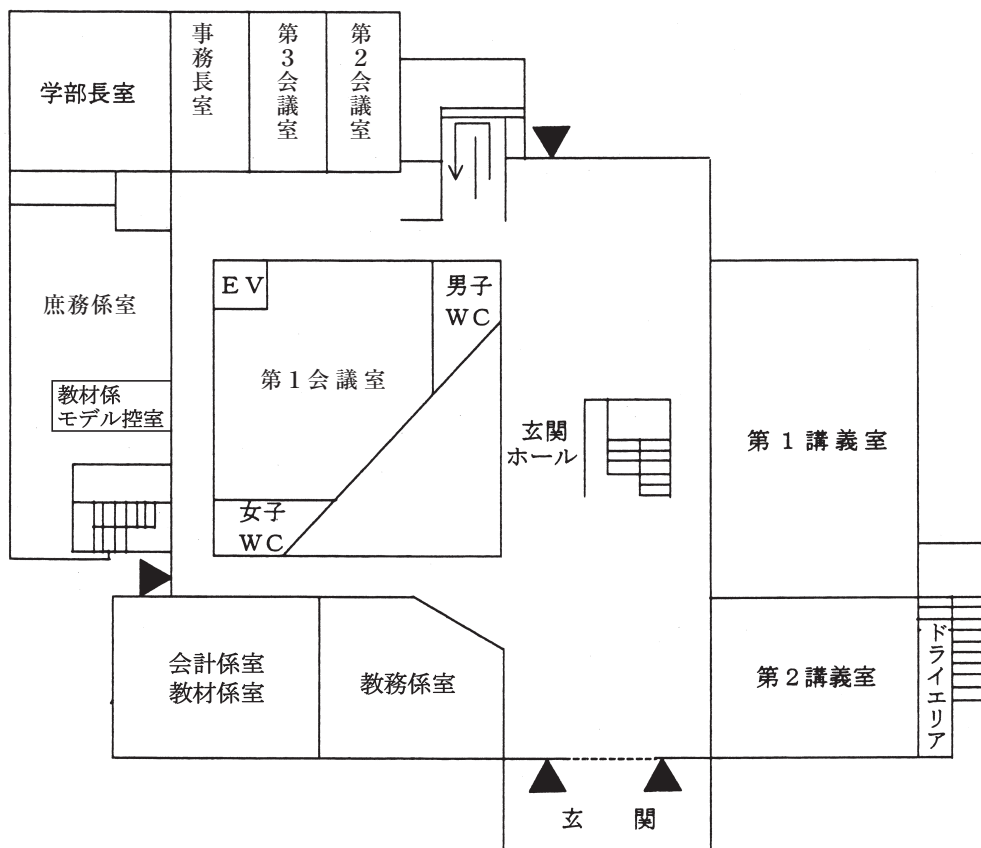 学部長室
事務長室
第3会議室
第2会議室
庶務係室
EV
男子
WC
第1会議室
教材係
モデル控室
玄関
ホール
第1講義室
女子
WC
会計係室
教材係室
教務係室
第2講義室
ドライエリア
玄関